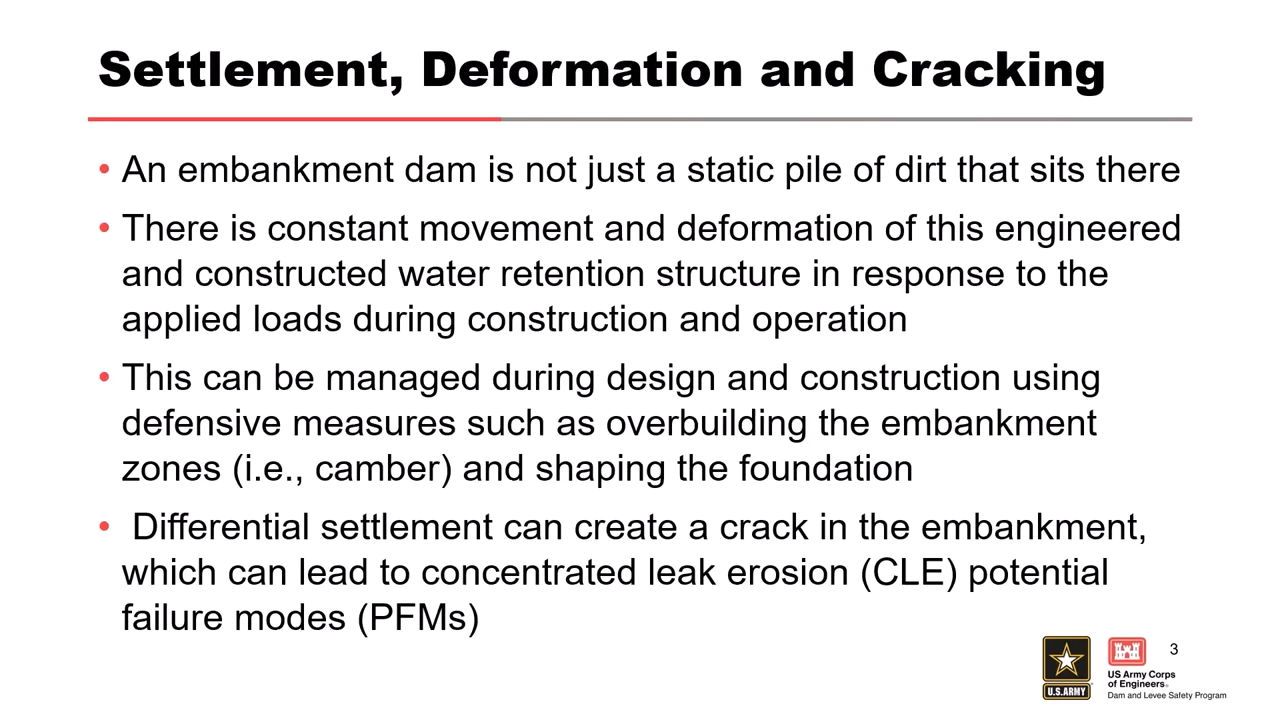 Settlement, Deformation and Cracking
• An embankment dam is not just a static pile of dirt that sits there
• There is constant movement and deformation of this engineered
and constructed water retention structure in response to the
applied loads during construction and operation
• This can be managed during design and construction using
defensive measures such as overbuilding the embankment
zones (i.e., camber) and shaping the foundation
• Differential settlement can create a crack in the embankment,
which can lead to concentrated leak erosion (CLE) potential
failure modes (PFMs)
3
U.S.ARMY
US Army Corps
of Engineers®
Dam and Levee Safety Program